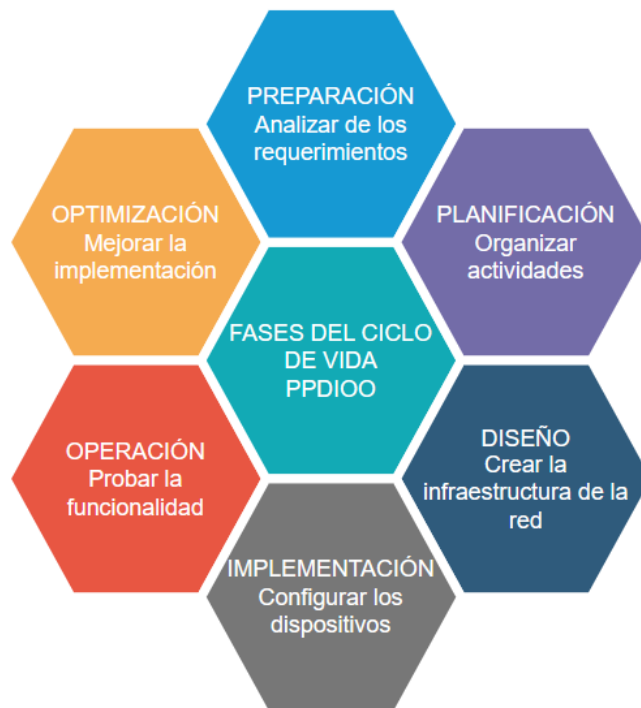 PREPARACIÓN
Analizar de los
requerimientos
PLANIFICACIÓN
Organizar
actividades
DISEÑO
Crear la
infraestructura de la
red
IMPLEMENTACIÓN
Configurar los
dispositivos
OPERACIÓN
Probar la
funcionalidad
OPTIMIZACIÓN
Mejorar la
implementación
FASES DEL CICLO
DE VIDA
PPDIOO